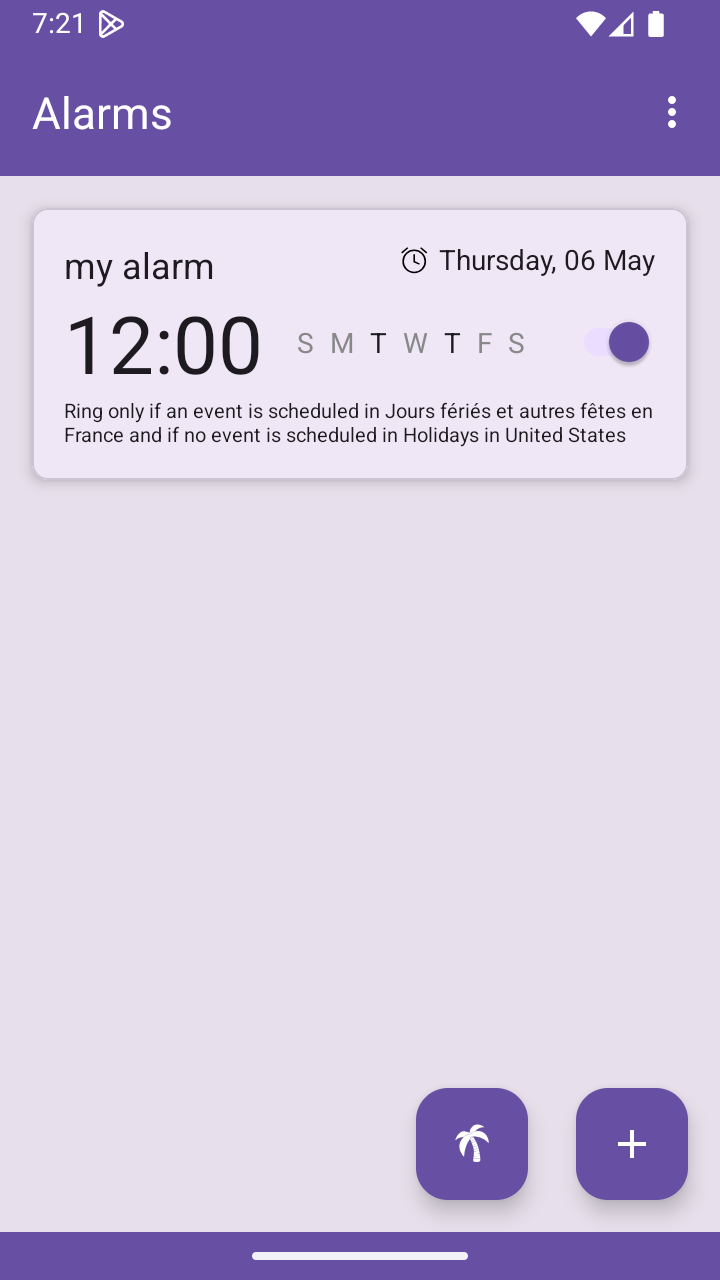 7:21
Alarms
my alarm
Thursday, 06 May
12:00
S M T W T F S
Ring only if an event is scheduled in Jours fériés et autres fêtes en
France and if no event is scheduled in Holidays in United States